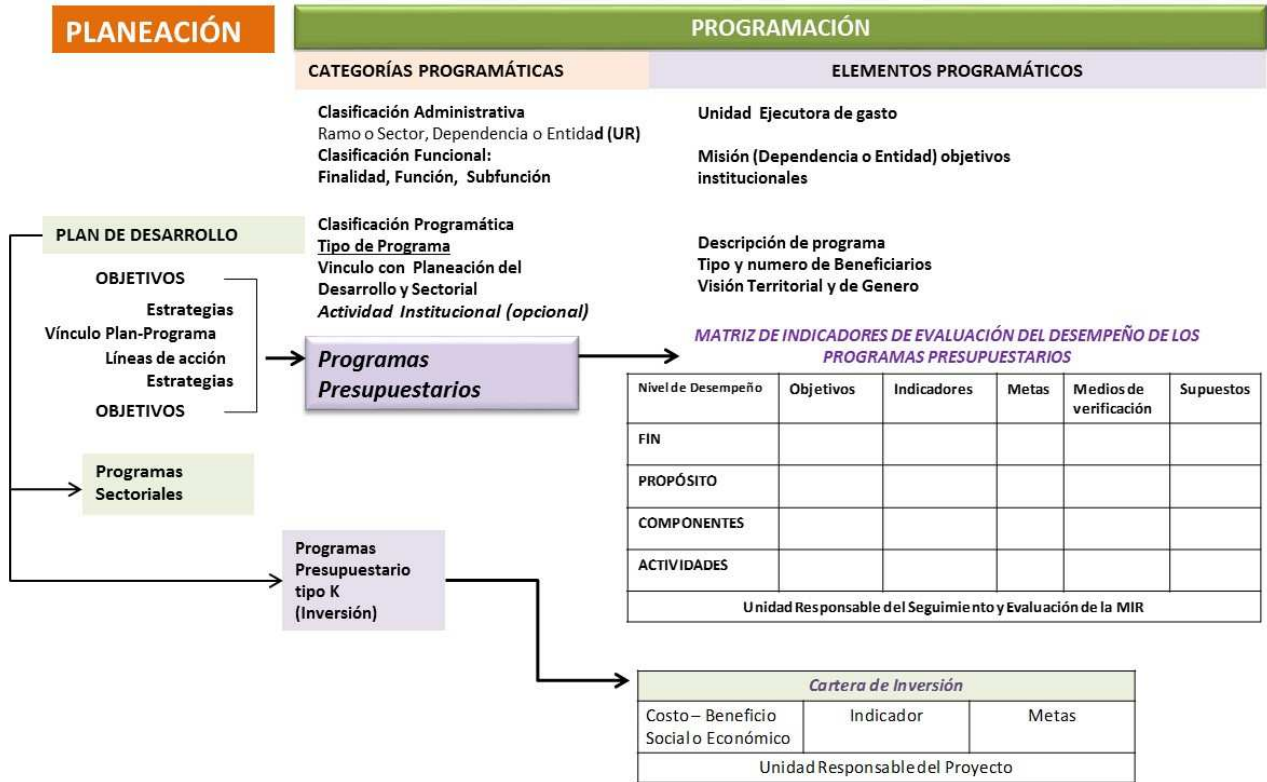 PLANEACIÓN
PROGRAMACIÓN
CATEGORÍAS PROGRAMÁTICAS
ELEMENTOS PROGRAMÁTICOS
Clasificación Administrativa
Ramo o Sector, Dependencia o Entidad (UR)
Clasificación Funcional:
Finalidad, Función, Subfunción
Unidad Ejecutora de gasto
Misión (Dependencia o Entidad) objetivos
institucionales
PLAN DE DESARROLLO
OBJETIVOS
Estrategias
Vínculo Plan-Programa
Líneas de acción
Estrategias
OBJETIVOS
Clasificación Programática
Tipo de Programa
Vinculo con Planeación del
Desarrollo y Sectorial
Actividad Institucional (opcional)
Descripción de programa
Tipo y numero de Beneficiarios
Visión Territorial y de Genero
Programas
Presupuestarios
MATRIZ DE INDICADORES DE EVALUACIÓN DEL DESEMPEÑO DE LOS
PROGRAMAS PRESUPUESTARIOS
Nivel de Desempeño Objetivos Indicadores Metas Medios de verificación Supuestos
FIN
PROPÓSITO
COMPONENTES
ACTIVIDADES
Unidad Responsable del Seguimiento y Evaluación de la MIR
Programas
Sectoriales
Programas
Presupuestario
tipo K
(Inversión)
Cartera de Inversión
Costo – Beneficio
Social o Económico
Indicador
Metas
Unidad Responsable del Proyecto